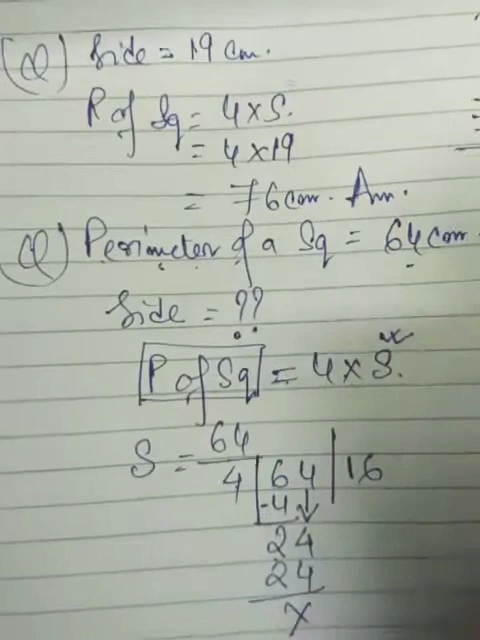 (Q) Side = 19 cm.
P of Sq = 4 x S.
= 4 x 19
= 76 cm. Ans.
(Q) Perimeter of a Sq = 64 cm.
Side = ??
P of Sq = 4 x S.
S = 64
4 | 64 | 16
-4 ↓
24
24
x